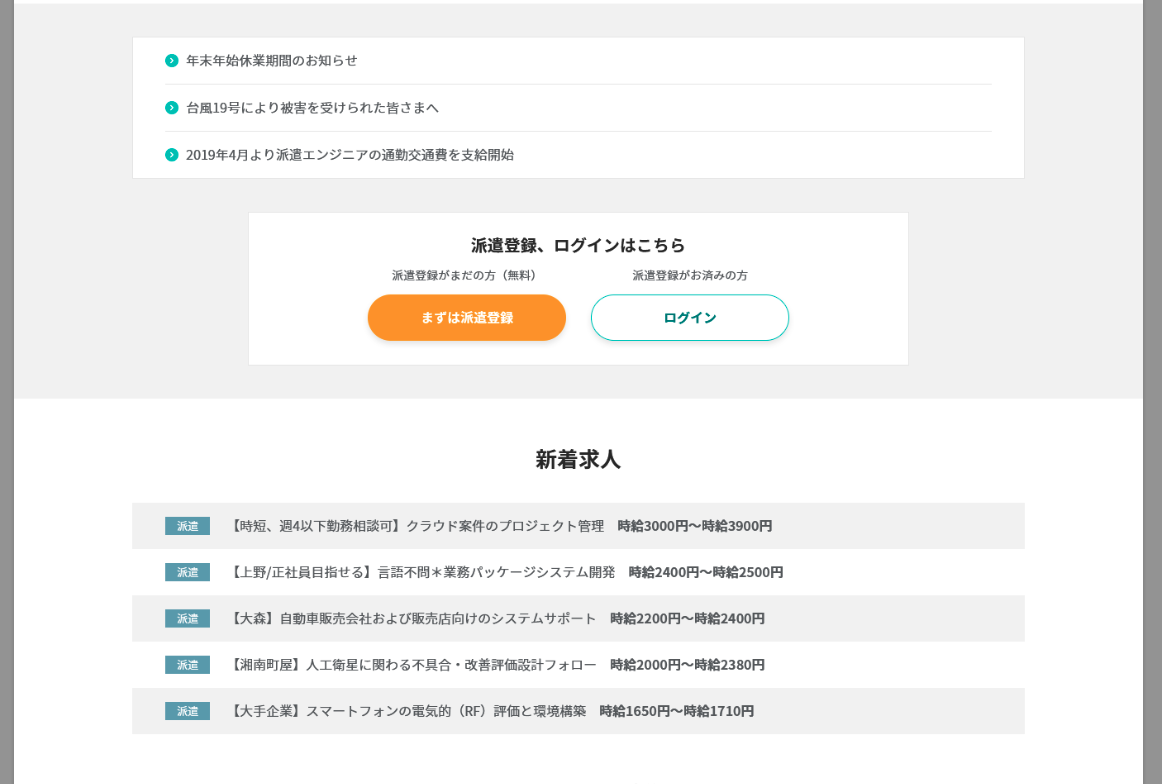 年末年始休業期間のお知らせ
台風19号により被害を受けられた皆さまへ
2019年4月より派遣エンジニアの通勤交通費を支給開始
派遣登録、ログインはこちら
派遣登録がまだの方（無料）
まずは派遣登録
派遣登録がお済みの方
ログイン
新着求人
派遣 【時短、週4以下勤務相談可】クラウド案件のプロジェクト管理 時給3000円～時給3900円
派遣 【上野/正社員目指せる】言語不問＊業務パッケージシステム開発 時給2400円～時給2500円
派遣 【大森】自動車販売会社および販売店向けのシステムサポート 時給2200円～時給2400円
派遣 【湘南町屋】人工衛星に関わる不具合・改善評価設計フォロー 時給2000円～時給2380円
派遣 【大手企業】スマートフォンの電気的（RF）評価と環境構築 時給1650円～時給1710円